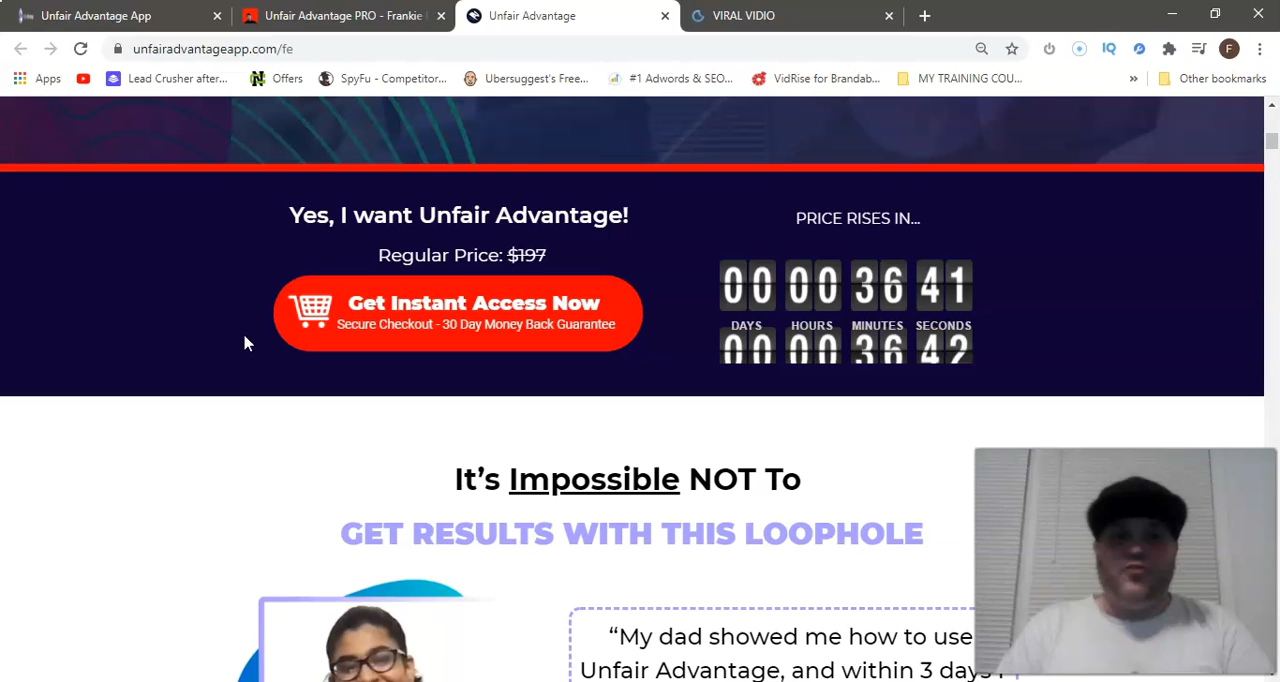 Unfair Advantage App
Unfair Advantage PRO - Frankie
Unfair Advantage
VIRAL VIDIO
unfairadvantageapp.com/fe
F
Apps
Lead Crusher after...
Offers
SpyFu - Competitor...
Ubersuggest's Free...
#1 Adwords & SEO...
VidRise for Brandab...
MY TRAINING COU...
»
Other bookmarks
Yes, I want Unfair Advantage!
Regular Price: $197
Get Instant Access Now
Secure Checkout - 30 Day Money Back Guarantee
PRICE RISES IN...
00 00 36 41
DAYS HOURS MINUTES SECONDS
00 00 36 42
It's Impossible NOT To
GET RESULTS WITH THIS LOOPHOLE
“My dad showed me how to use
Unfair Advantage, and within 3 days I